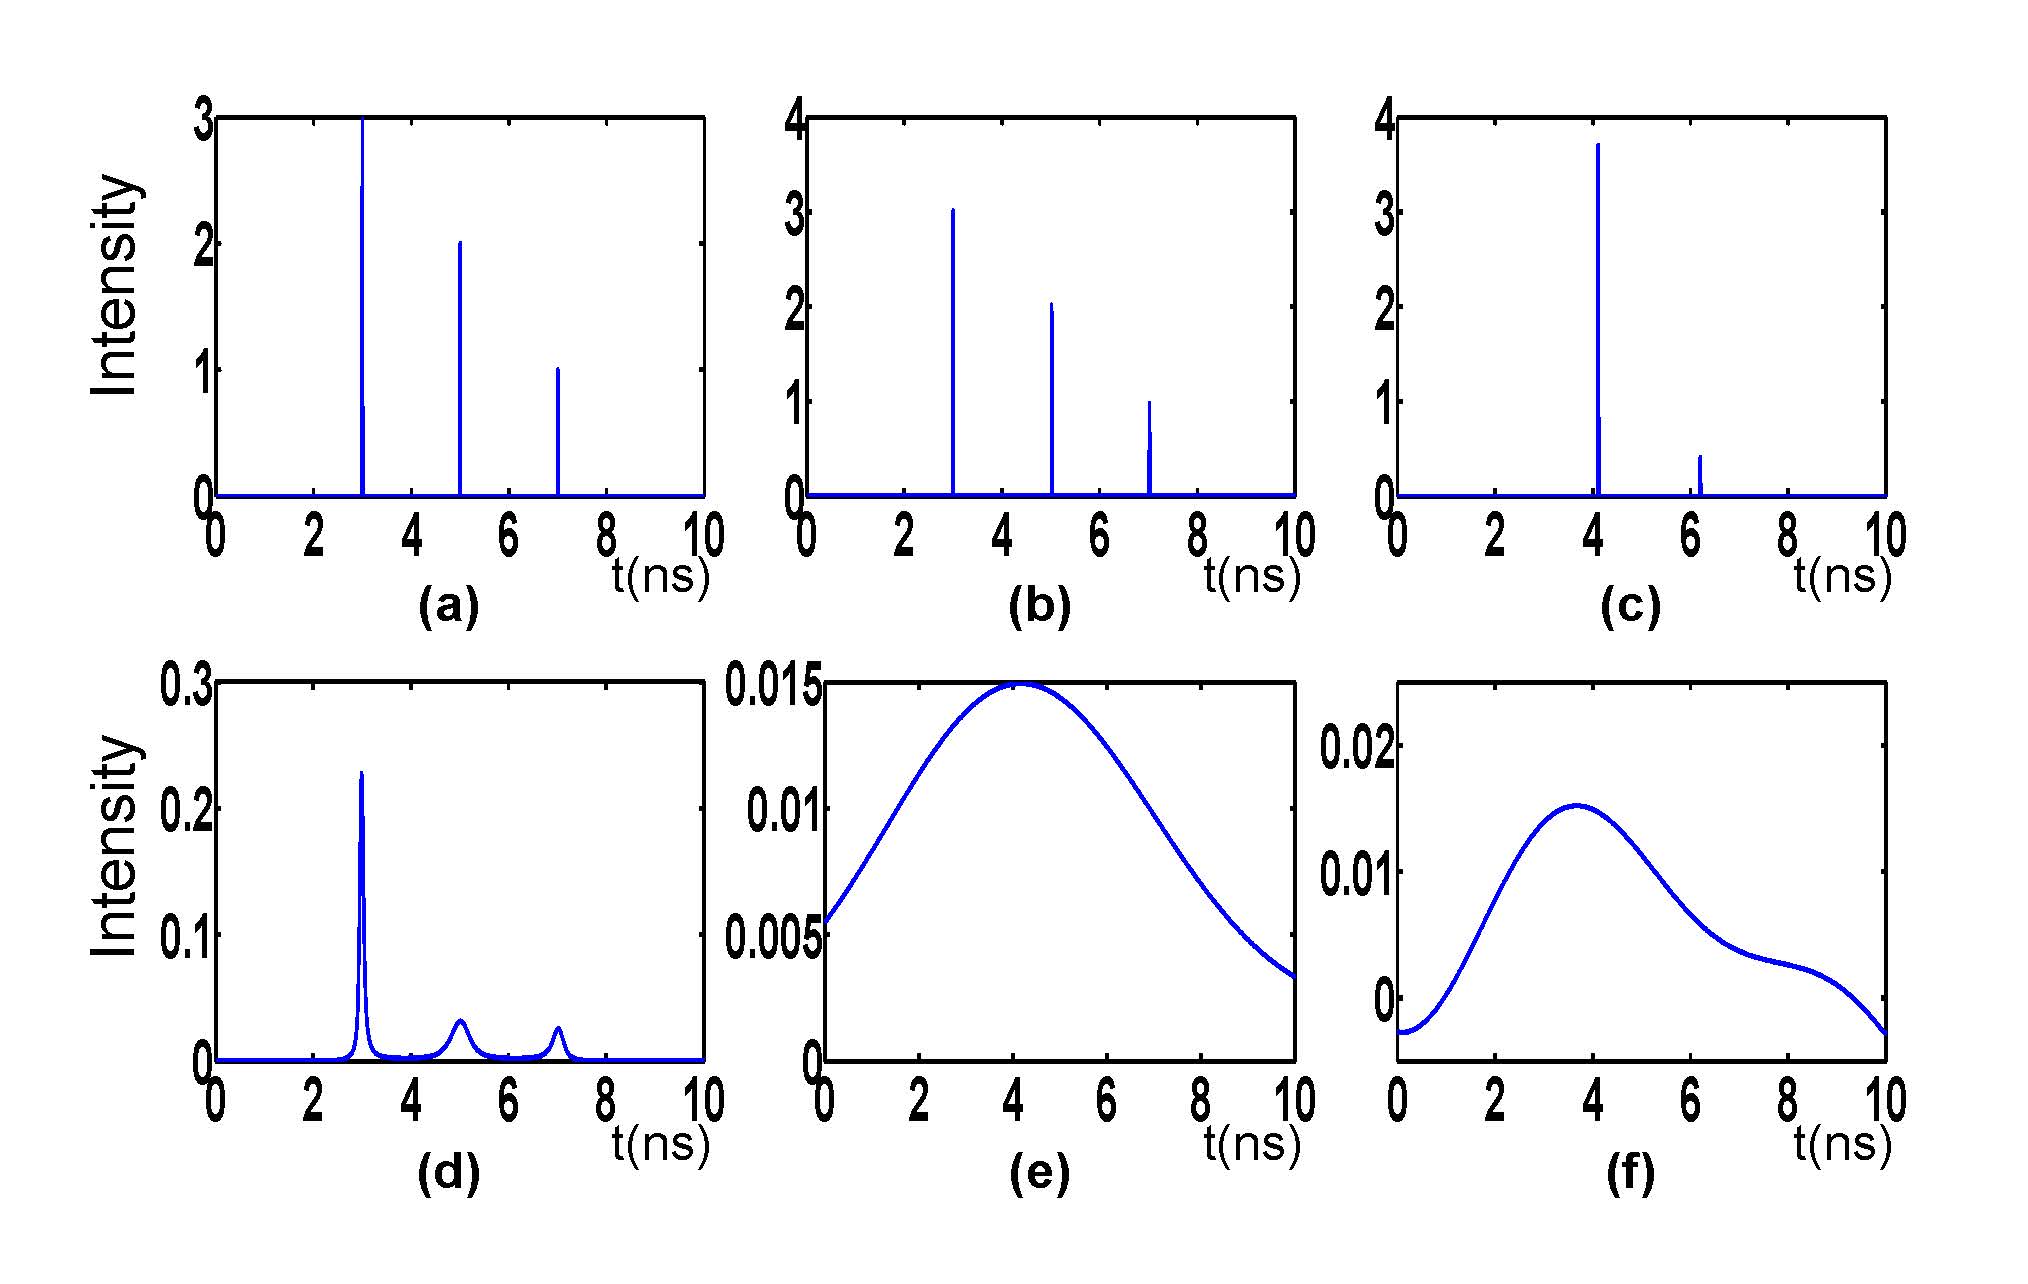 3 4 4
3 3
2
2 2
1
1 1
0 0 0
Intensity
0 2 4 6 8 10 0 2 4 6 8 10 0 2 4 6 8 10
t(ns) t(ns) t(ns)
(a) (b) (c)
0.3 0.015
0.02
0.2 0.01
0.01
0.1 0.005
0
0 0
Intensity
0 2 4 6 8 10 0 2 4 6 8 10 0 2 4 6 8 10
t(ns) t(ns) t(ns)
(d) (e) (f)